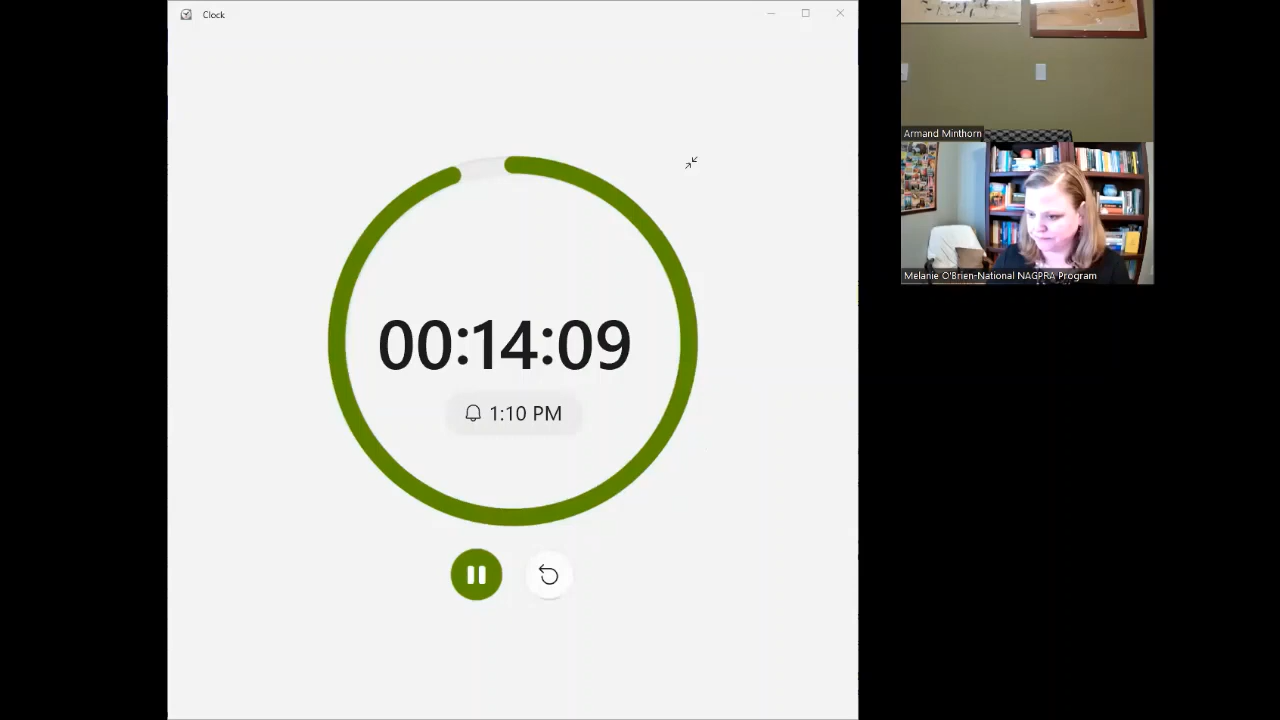 Clock
00:14:09
1:10 PM
Armand Minthorn
Melanie O'Brien-National NAGPRA Program